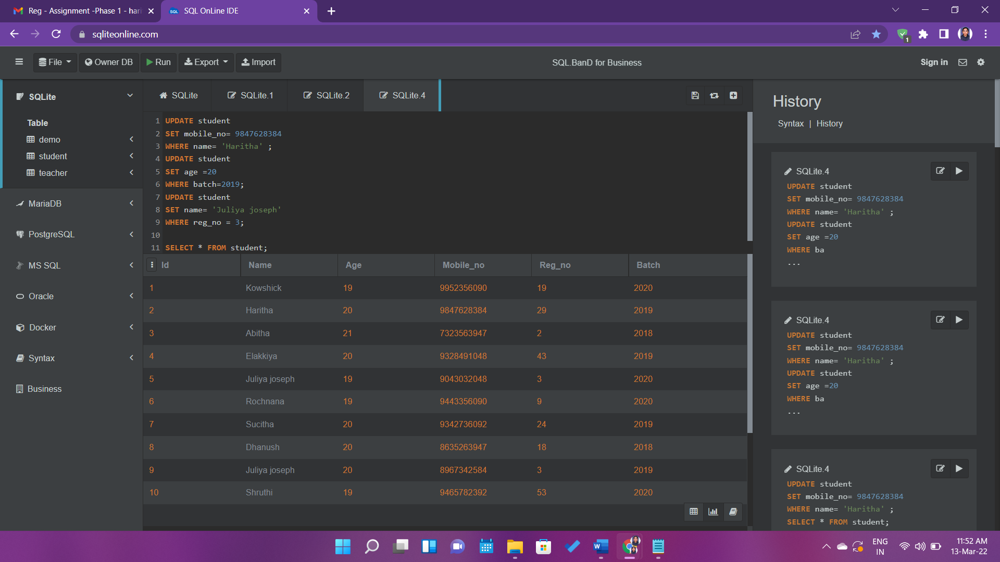 Reg - Assignment -Phase 1 - hari
SQL OnLine IDE
sqliteonline.com
1
File
Owner DB
Run
Export
Import
SQL.BanD for Business
Sign in
SQLite
Table
demo
student
teacher
MariaDB
PostgreSQL
MS SQL
Oracle
Docker
Syntax
Business
SQLite
SQLite.1
SQLite.2
SQLite.4
1 UPDATE student
2 SET mobile_no= 9847628384
3 WHERE name= 'Haritha' ;
4 UPDATE student
5 SET age =20
6 WHERE batch=2019;
7 UPDATE student
8 SET name= 'Juliya joseph'
9 WHERE reg_no = 3;
10
11 SELECT * FROM student;
Id Name Age Mobile_no Reg_no Batch
1 Kowshick 19 9952356090 19 2020
2 Haritha 20 9847628384 29 2019
3 Abitha 21 7323563947 2 2018
4 Elakkiya 20 9328491048 43 2019
5 Juliya joseph 19 9043032048 3 2020
6 Rochnana 19 9443356090 9 2020
7 Sucitha 20 9342736092 24 2019
8 Dhanush 20 8635263947 18 2018
9 Juliya joseph 20 8967342584 3 2019
10 Shruthi 19 9465782392 53 2020
History
Syntax | History
SQLite.4
UPDATE student
SET mobile_no= 9847628384
WHERE name= 'Haritha' ;
UPDATE student
SET age =20
WHERE ba
...
SQLite.4
UPDATE student
SET mobile_no= 9847628384
WHERE name= 'Haritha' ;
UPDATE student
SET age =20
WHERE ba
...
SQLite.4
UPDATE student
SET mobile_no= 9847628384
WHERE name= 'Haritha' ;
SELECT * FROM student;
ENG
IN
11:52 AM
13-Mar-22